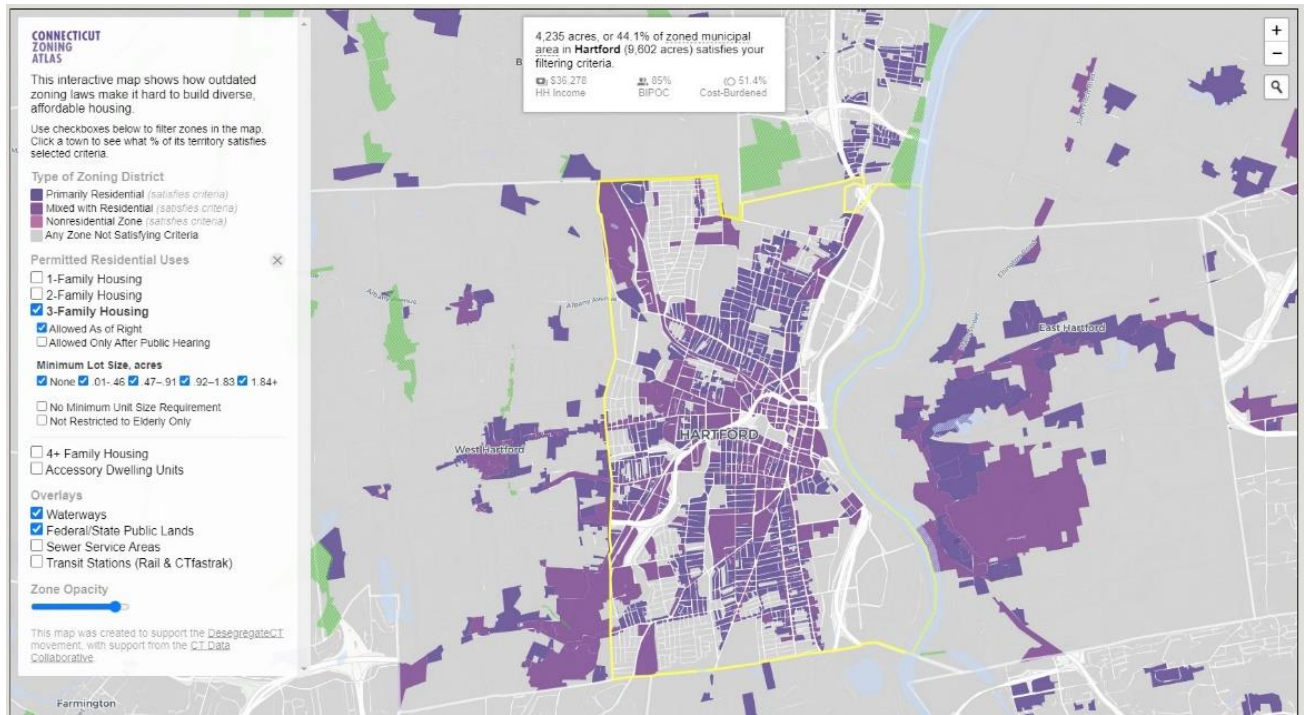 CONNECTICUT
ZONING
ATLAS
This interactive map shows how outdated
zoning laws make it hard to build diverse,
affordable housing.
Use checkboxes below to filter zones in the map.
Click a town to see what % of its territory satisfies
selected criteria.
Type of Zoning District
Primarily Residential (satisfies criteria)
Mixed with Residential (satisfies criteria)
Nonresidential Zone (satisfies criteria)
Any Zone Not Satisfying Criteria
Permitted Residential Uses
1-Family Housing
2-Family Housing
3-Family Housing
Allowed As of Right
Allowed Only After Public Hearing
Minimum Lot Size, acres
None .01-.46 .47–.91 .92–1.83 1.84+
No Minimum Unit Size Requirement
Not Restricted to Elderly Only
4+ Family Housing
Accessory Dwelling Units
Overlays
Waterways
Federal/State Public Lands
Sewer Service Areas
Transit Stations (Rail & CTfastrak)
Zone Opacity
This map was created to support the DesegregateCT
movement, with support from the CT Data
Collaborative.
4,235 acres, or 44.1% of zoned municipal
area in Hartford (9,602 acres) satisfies your
filtering criteria.
$36,278 85% 51.4%
HH Income BIPOC Cost-Burdened
+
−
Albany Avenue
Albany Avenue
East Hartford
HARTFORD
West Hartford
Farmington